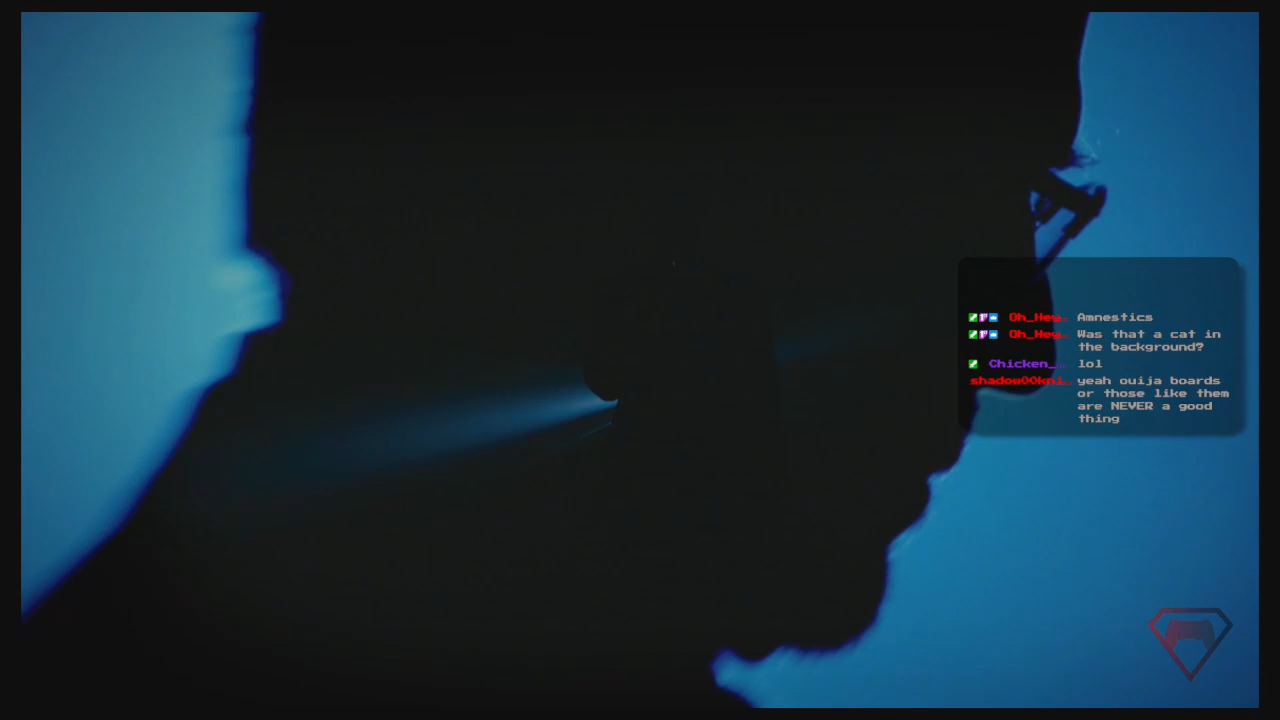 Oh_Hey… Amnestics
Oh_Hey… Was that a cat in
the background?
Chicken_… lol
shadow00kni… yeah ouija boards
or those like them
are NEVER a good
thing